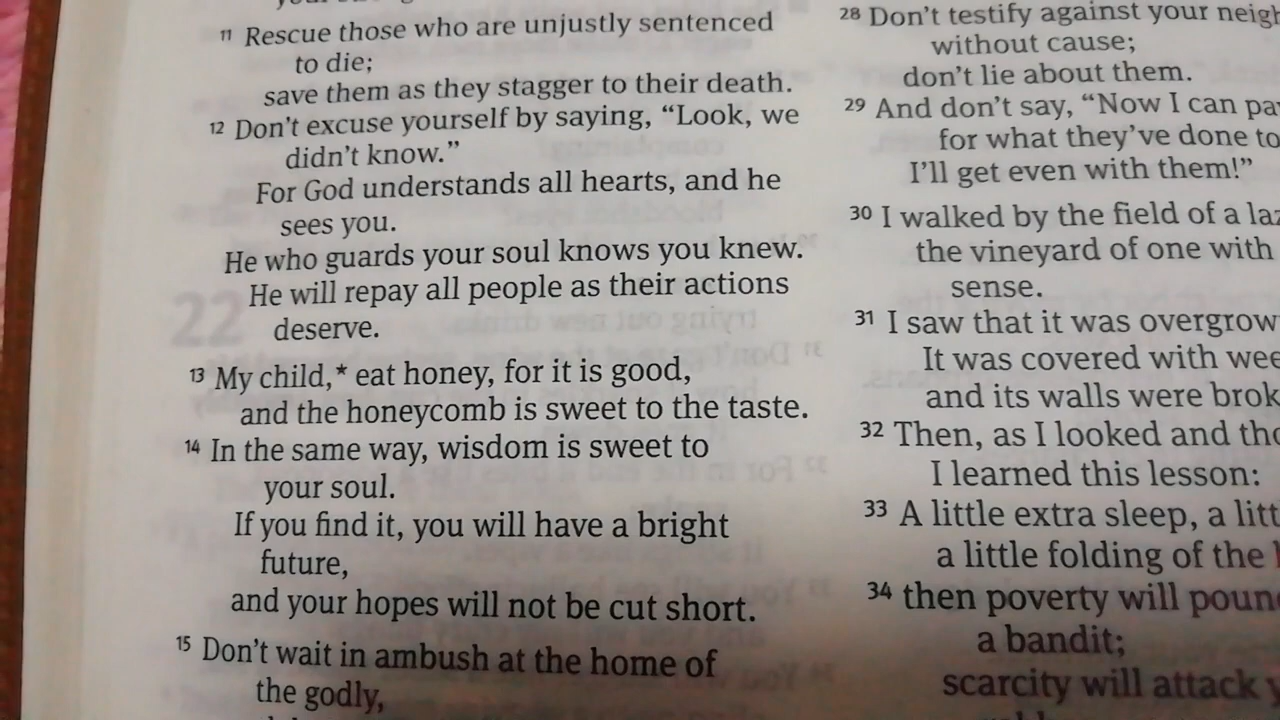 11 Rescue those who are unjustly sentenced
to die;
save them as they stagger to their death.
12 Don't excuse yourself by saying, “Look, we
didn't know.”
For God understands all hearts, and he
sees you.
He who guards your soul knows you knew.
He will repay all people as their actions
deserve.
13 My child,* eat honey, for it is good,
and the honeycomb is sweet to the taste.
14 In the same way, wisdom is sweet to
your soul.
If you find it, you will have a bright
future,
and your hopes will not be cut short.
15 Don't wait in ambush at the home of
the godly,
28 Don't testify against your
without cause;
don't lie about them.
29 And don't say, “Now I can
for what they've done to
I'll get even with them!”
30 I walked by the field of a
the vineyard of one with
sense.
31 I saw that it was
It was covered with
and its walls were
32 Then, as I looked and
I learned this lesson:
33 A little extra sleep, a
a little folding of the
34 then poverty will
a bandit;
scarcity will attack